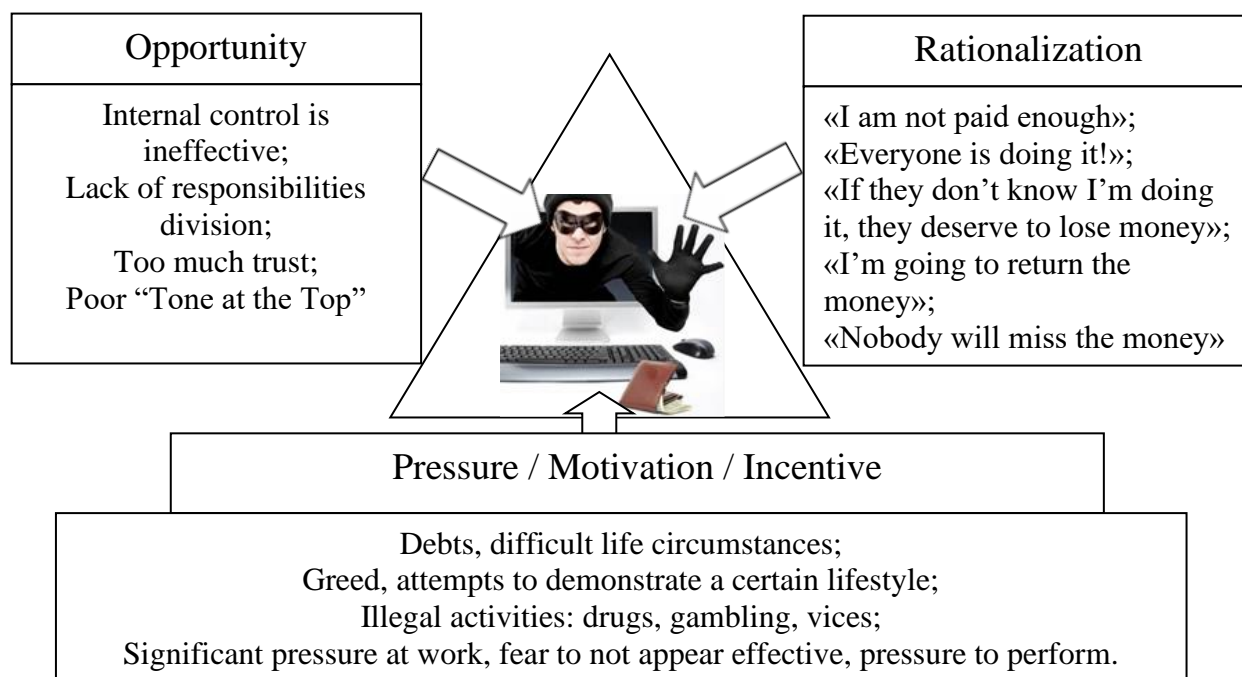 Opportunity
Internal control is
ineffective;
Lack of responsibilities
division;
Too much trust;
Poor “Tone at the Top”
Rationalization
«I am not paid enough»;
«Everyone is doing it!»;
«If they don’t know I’m doing
it, they deserve to lose money»;
«I’m going to return the
money»;
«Nobody will miss the money»
Pressure / Motivation / Incentive
Debts, difficult life circumstances;
Greed, attempts to demonstrate a certain lifestyle;
Illegal activities: drugs, gambling, vices;
Significant pressure at work, fear to not appear effective, pressure to perform.